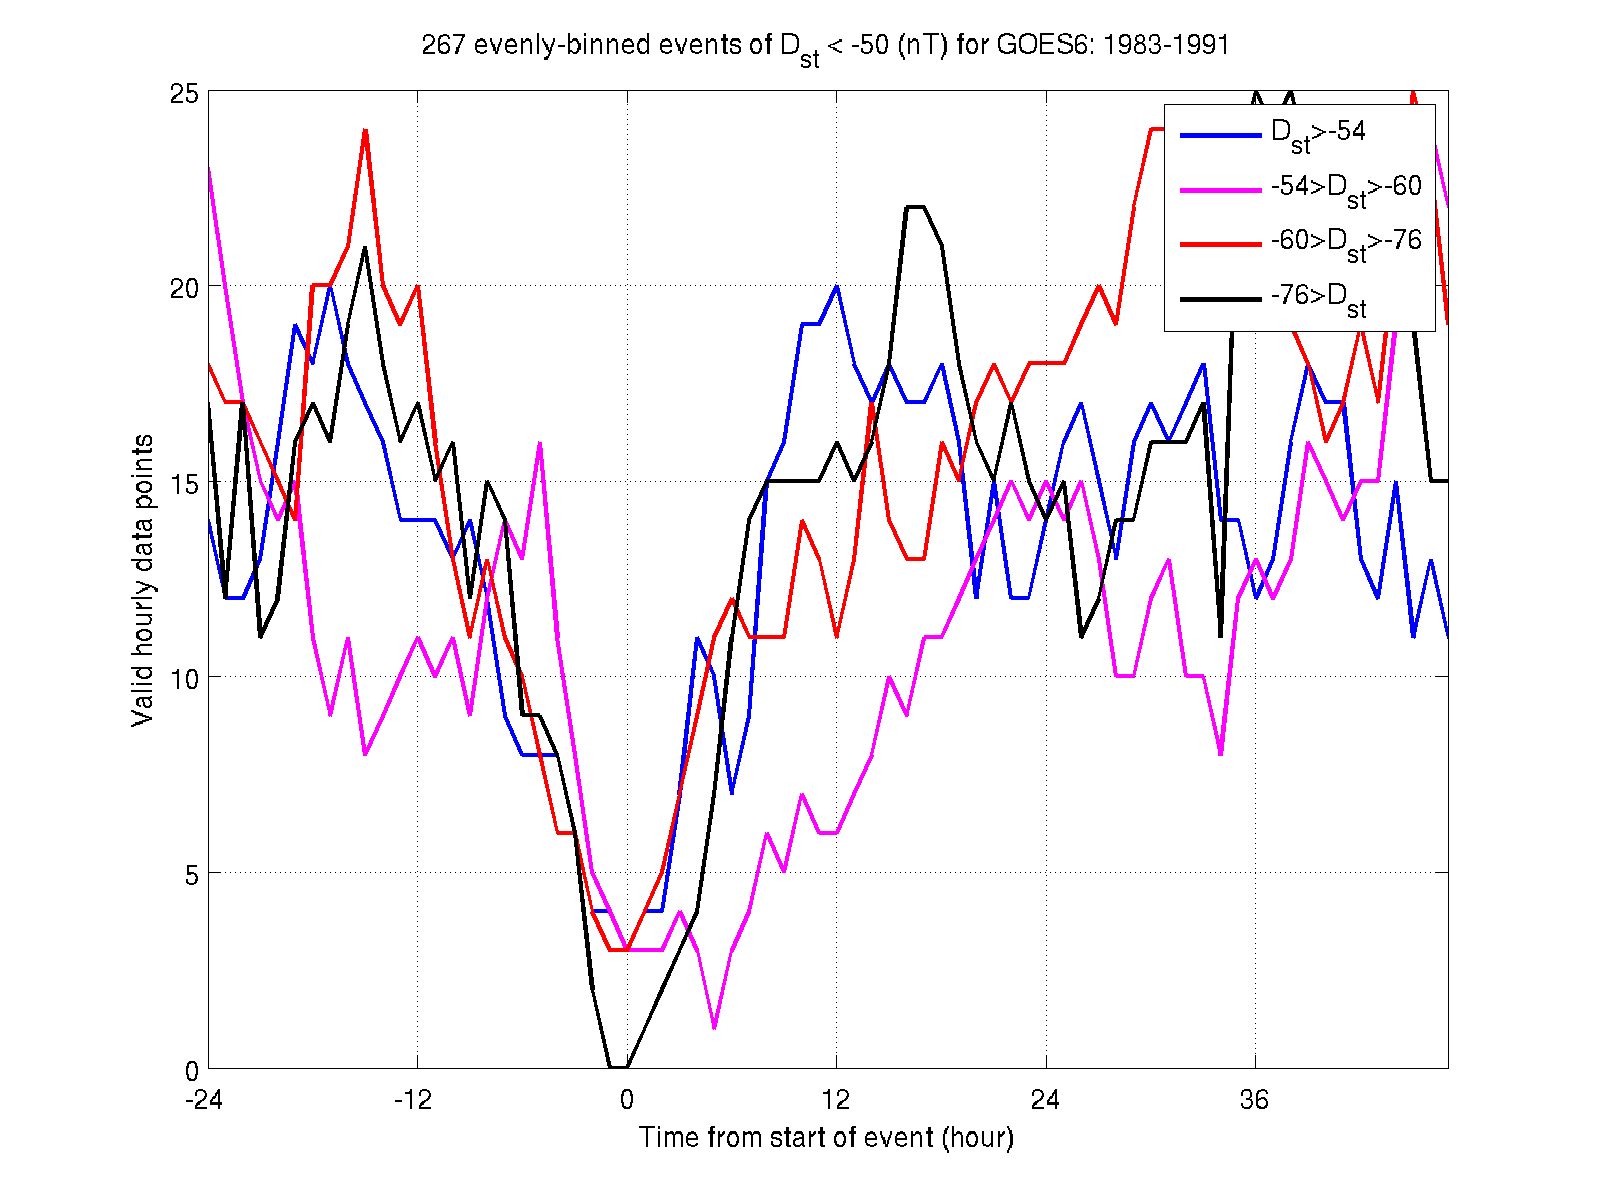 267 evenly-binned events of Dst < -50 (nT) for GOES6: 1983-1991
25
20
15
10
5
0
Valid hourly data points
Dst>-54
-54>Dst>-60
-60>Dst>-76
-76>Dst
-24 -12 0 12 24 36
Time from start of event (hour)